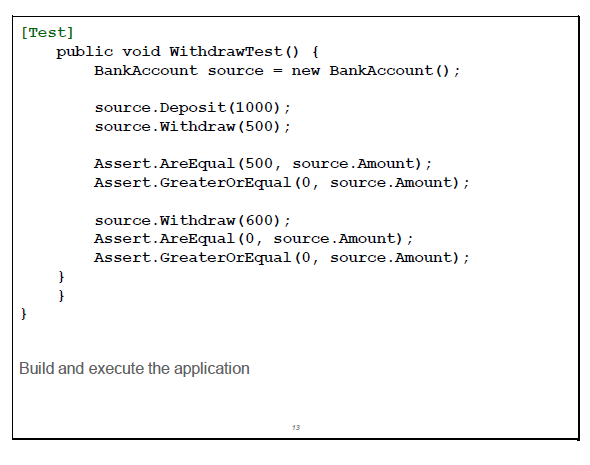 [Test]
public void WithdrawTest() {
BankAccount source = new BankAccount();
source.Deposit(1000);
source.Withdraw(500);
Assert.AreEqual(500, source.Amount);
Assert.GreaterOrEqual(0, source.Amount);
source.Withdraw(600);
Assert.AreEqual(0, source.Amount);
Assert.GreaterOrEqual(0, source.Amount);
}
}
}
Build and execute the application
13